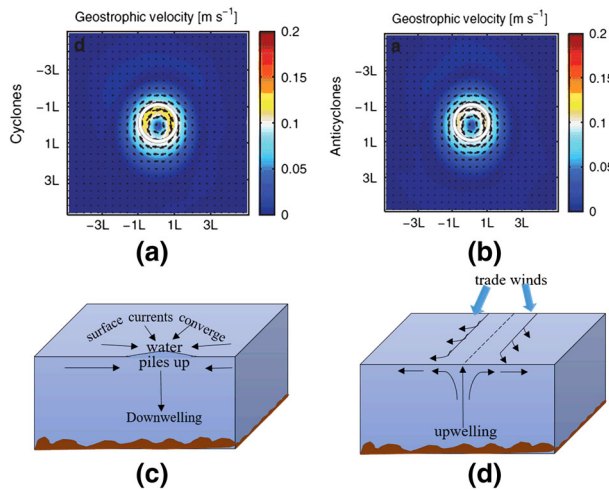 Geostrophic velocity [m s⁻¹]
d
Cyclones
−3L
−1L
1L
3L
−3L −1L 1L 3L
0.2
0.15
0.1
0.05
0
(a)
Geostrophic velocity [m s⁻¹]
a
Anticyclones
−3L
−1L
1L
3L
−3L −1L 1L 3L
0.2
0.15
0.1
0.05
0
(b)
surface currents converge
water
piles up
Downwelling
(c)
trade winds
upwelling
(d)